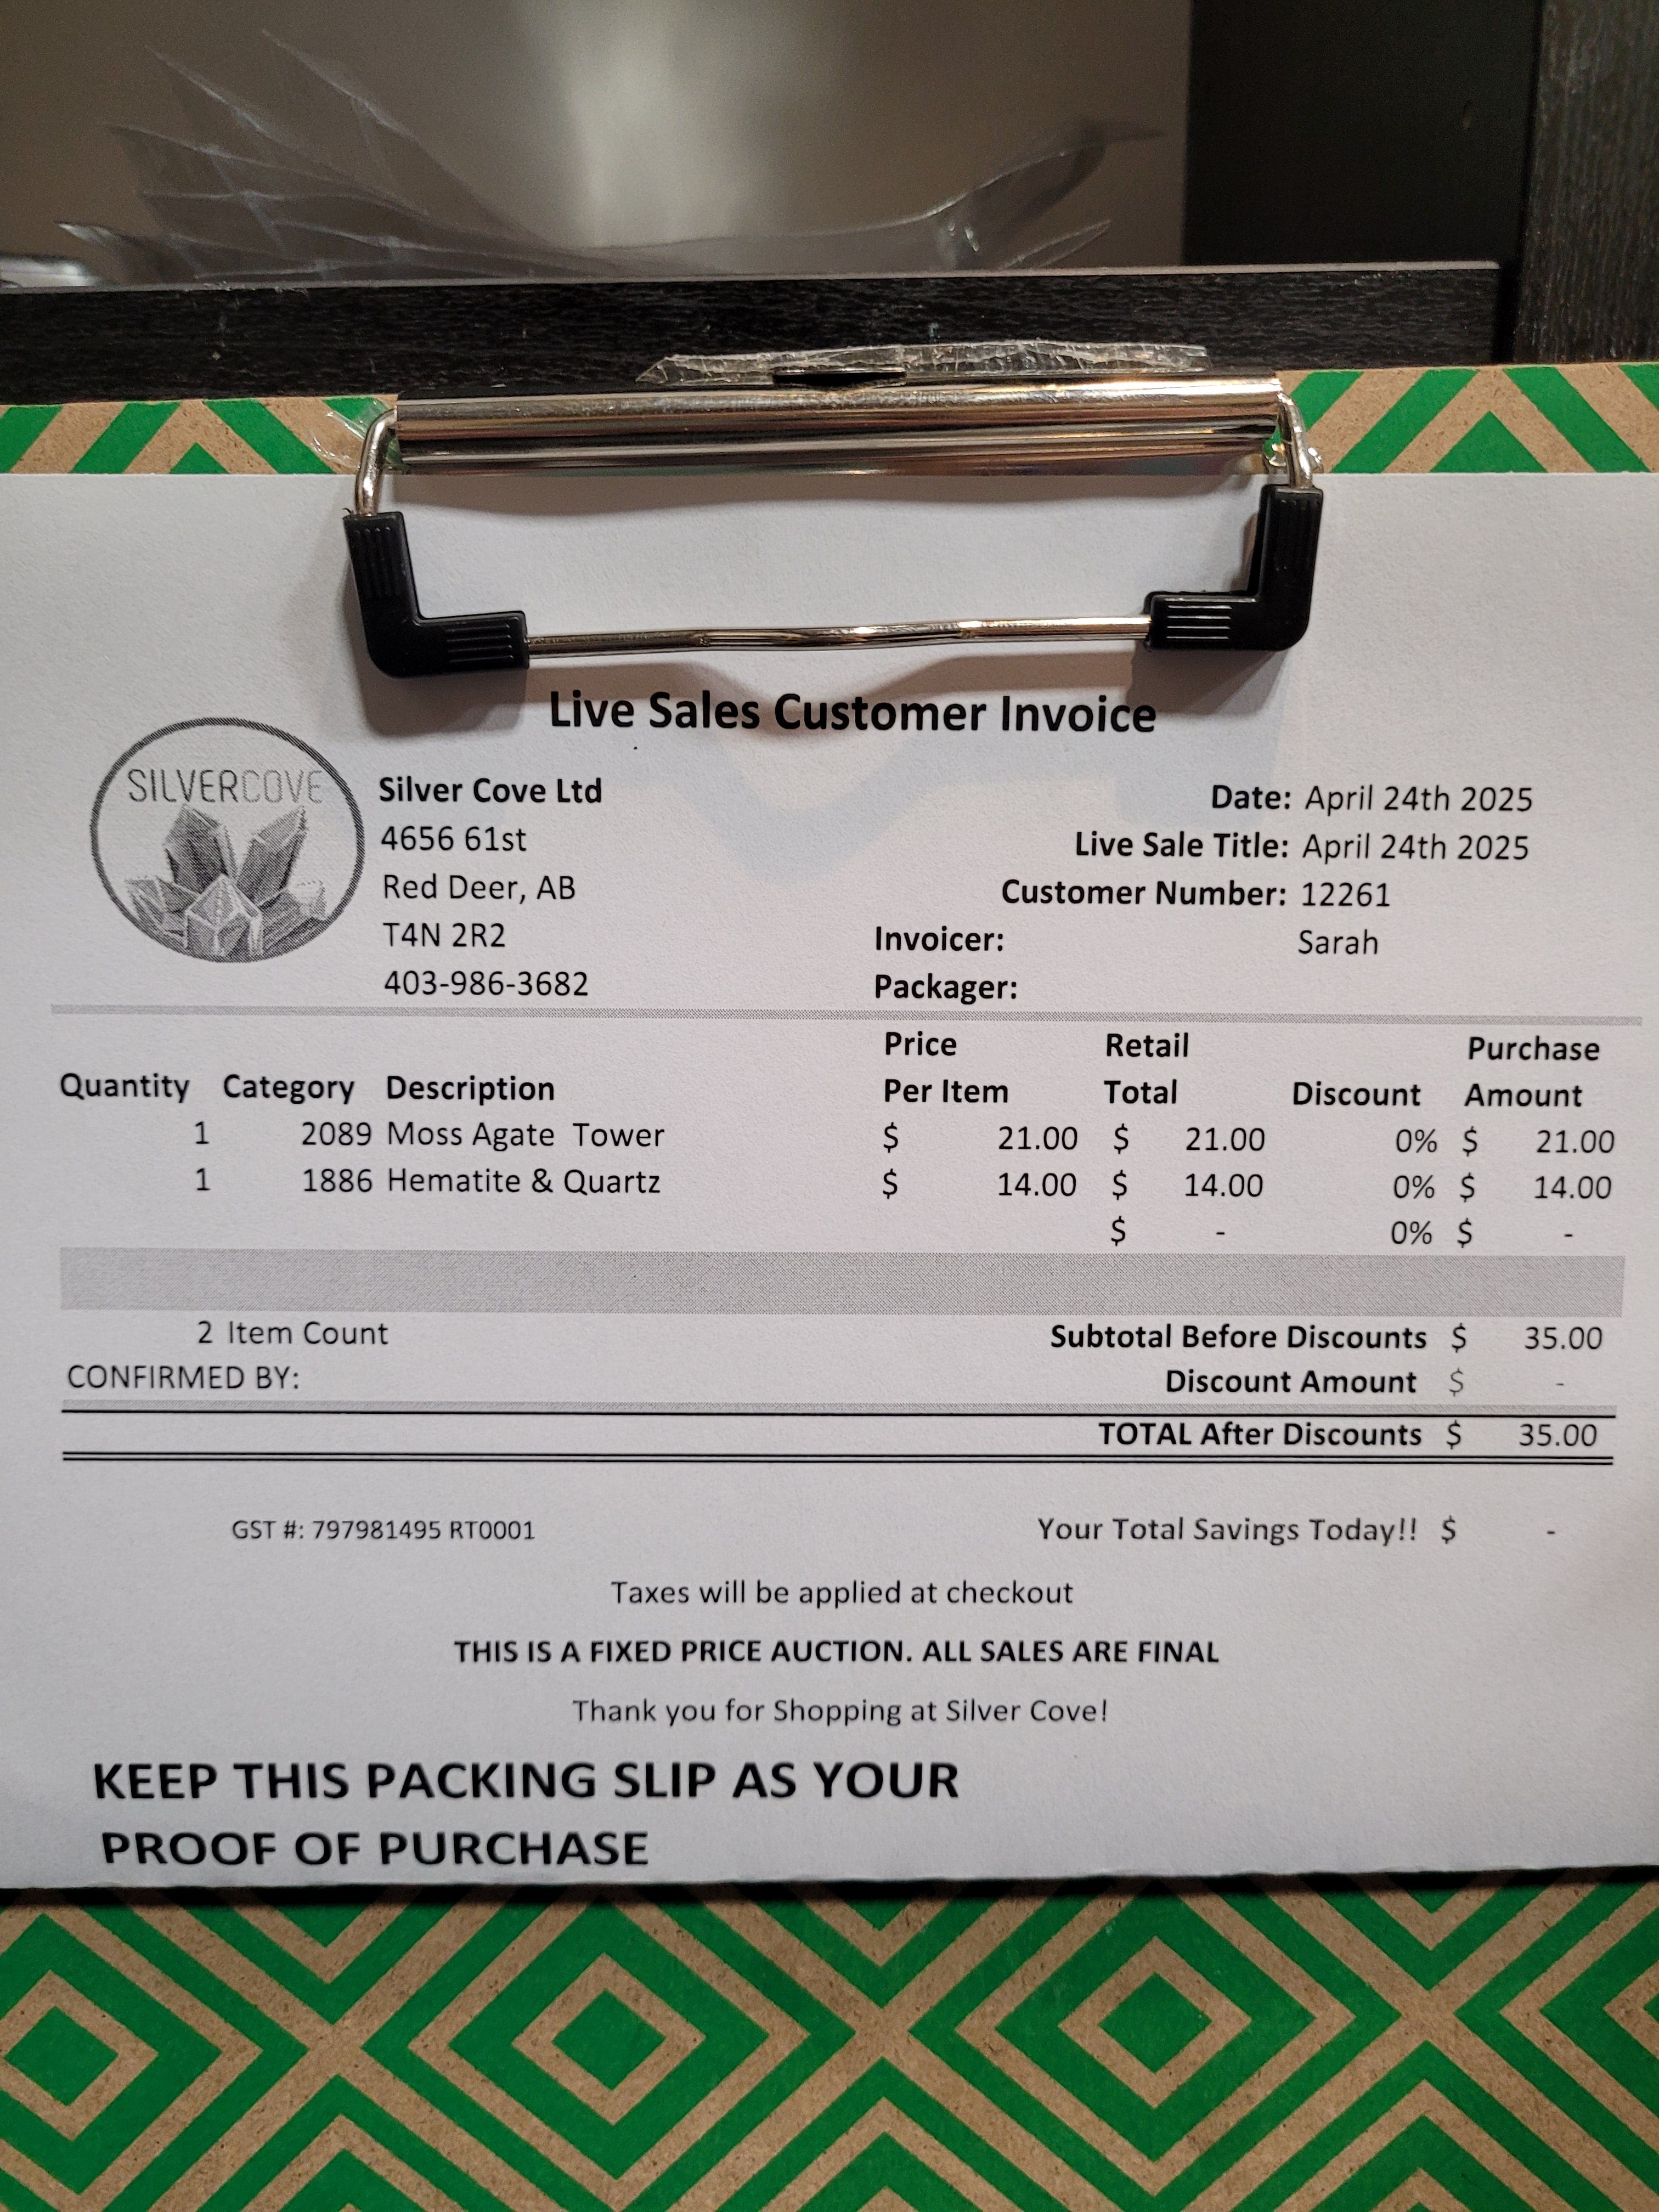 Live Sales Customer Invoice
SILVERCOVE
Silver Cove Ltd
4656 61st
Red Deer, AB
T4N 2R2
403-986-3682
Date: April 24th 2025
Live Sale Title: April 24th 2025
Customer Number: 12261
Invoicer: Sarah
Packager:
Quantity Category Description Price Per Item Retail Total Discount Purchase Amount
1 2089 Moss Agate Tower $ 21.00 $ 21.00 0% $ 21.00
1 1886 Hematite & Quartz $ 14.00 $ 14.00 0% $ 14.00
$ - 0% $ -
2 Item Count Subtotal Before Discounts $ 35.00
CONFIRMED BY: Discount Amount $ -
TOTAL After Discounts $ 35.00
GST #: 797981495 RT0001 Your Total Savings Today!! $ -
Taxes will be applied at checkout
THIS IS A FIXED PRICE AUCTION. ALL SALES ARE FINAL
Thank you for Shopping at Silver Cove!
KEEP THIS PACKING SLIP AS YOUR
PROOF OF PURCHASE